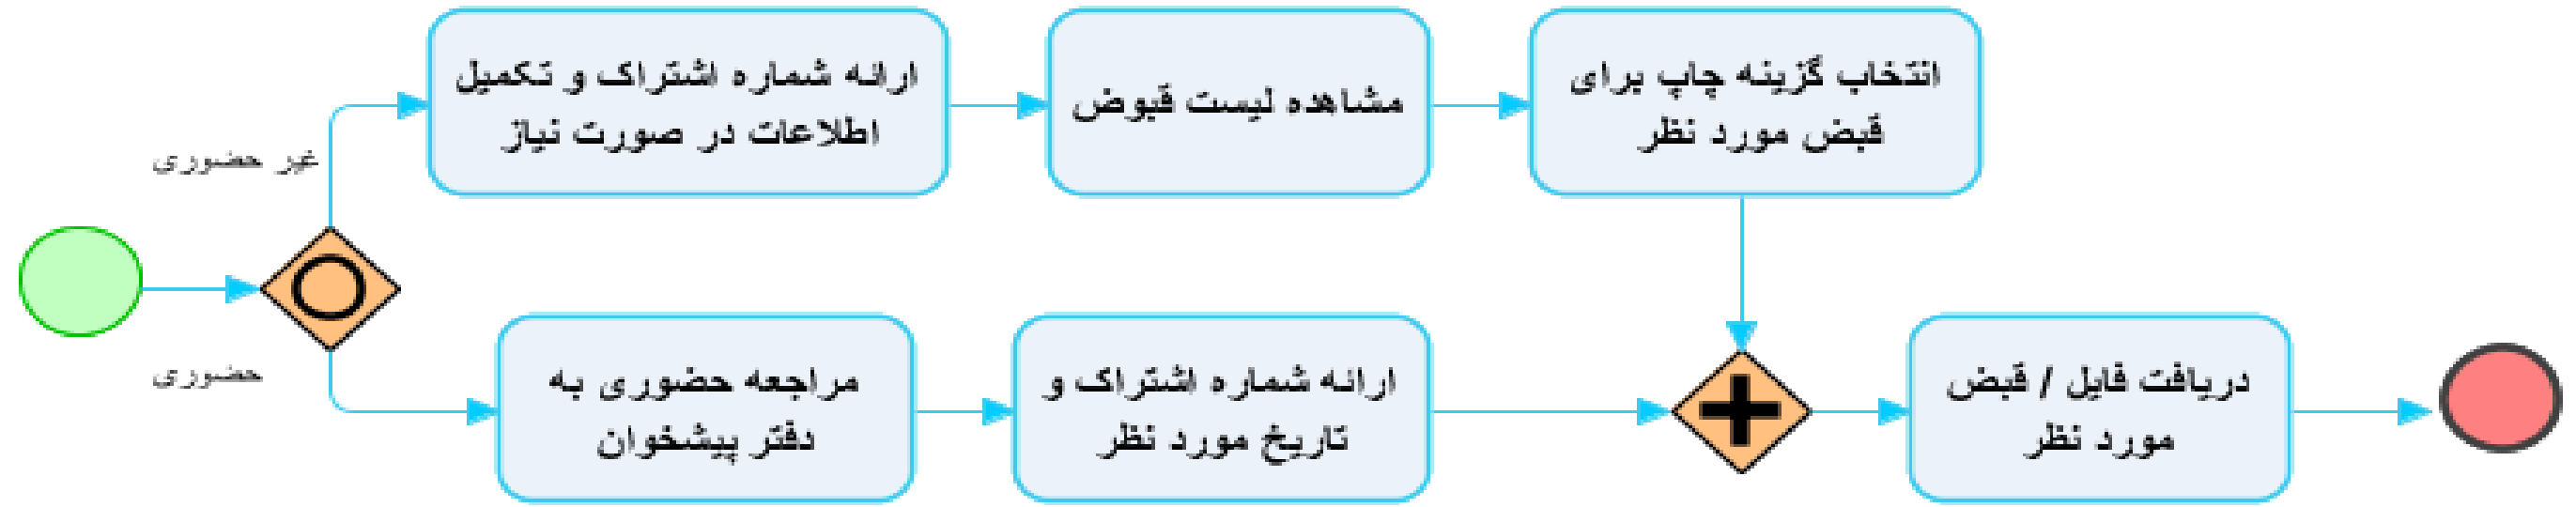 ارائه شماره اشتراک و تکمیل
اطلاعات در صورت نیاز
مشاهده لیست قبوض
انتخاب گزینه چاپ برای
قبض مورد نظر
غیر حضوری
حضوری
مراجعه حضوری به
دفتر پیشخوان
ارائه شماره اشتراک و
تاریخ مورد نظر
دریافت فایل / قبض
مورد نظر